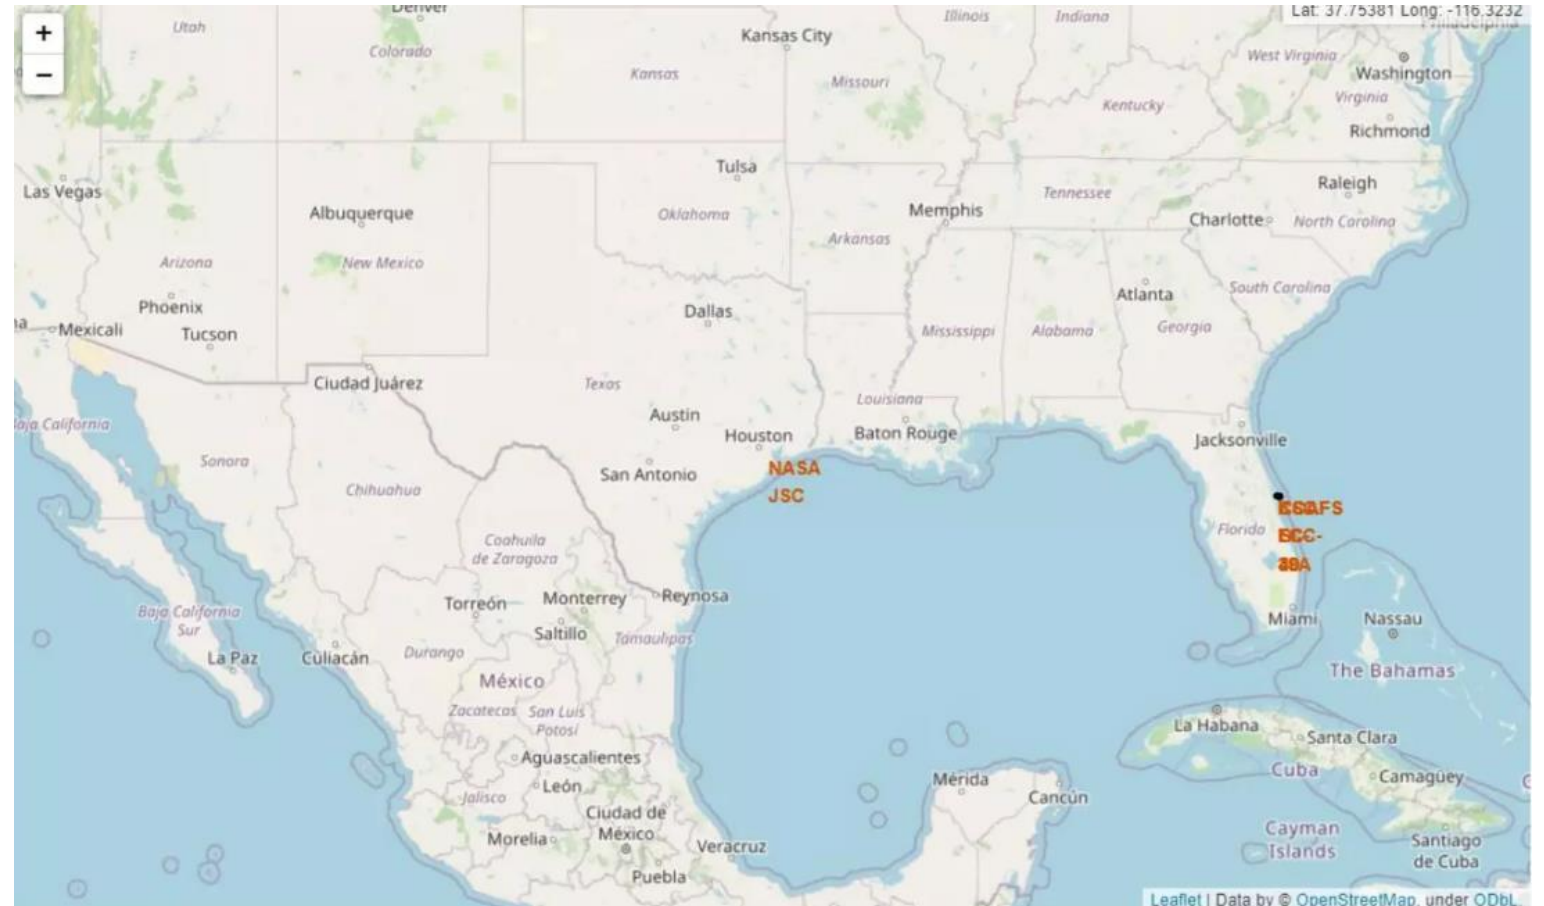 Denver
Illinois
Indiana
Lat: 37.75381 Long: -116.3232
Philadelphia
+
Utah
Kansas City
Colorado
West Virginia
−
Kansas
Missouri
Washington
Kentucky
Virginia
Richmond
Tulsa
Las Vegas
Raleigh
Tennessee
Albuquerque
Oklahoma
Memphis
Charlotte
North Carolina
Arkansas
Arizona
New Mexico
South Carolina
Atlanta
Phoenix
Dallas
Mexicali
Tucson
Mississippi
Alabama
Georgia
Ciudad Juárez
Texas
Louisiana
Austin
Baja California
Houston
Baton Rouge
Jacksonville
Sonora
NASA
JSC
San Antonio
Chihuahua
Florida
Coahuila
de Zaragoza
Torreón
Monterrey
Reynosa
Baja California
Sur
Miami
Nassau
Saltillo
Tamaulipas
La Paz
Culiacán
Durango
The Bahamas
México
Zacatecas
San Luis
Potosí
La Habana
Santa Clara
Aguascalientes
Cuba
Camagüey
León
Mérida
Cancún
Jalisco
Ciudad de
México
Cayman
Islands
Morelia
Veracruz
Santiago
de Cuba
Puebla
Leaflet | Data by © OpenStreetMap, under ODbL.